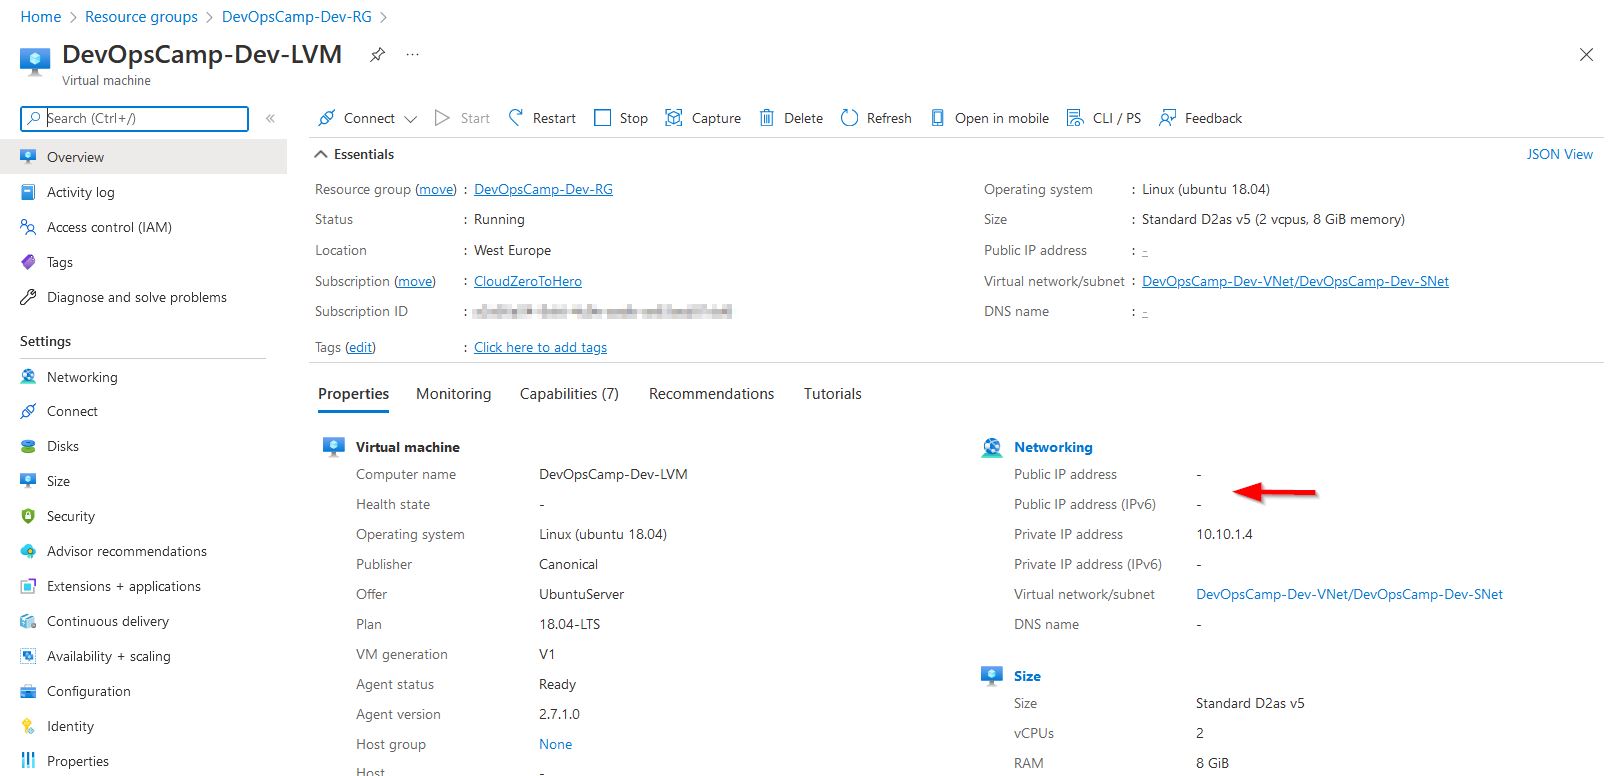 Home > Resource groups > DevOpsCamp-Dev-RG >
DevOpsCamp-Dev-LVM ...
Virtual machine
Search (Ctrl+/) «
Connect Start Restart Stop Capture Delete Refresh Open in mobile CLI / PS Feedback
Overview
Activity log
Access control (IAM)
Tags
Diagnose and solve problems
Settings
Networking
Connect
Disks
Size
Security
Advisor recommendations
Extensions + applications
Continuous delivery
Availability + scaling
Configuration
Identity
Properties
Essentials
JSON View
Resource group (move) : DevOpsCamp-Dev-RG
Status : Running
Location : West Europe
Subscription (move) : CloudZeroToHero
Subscription ID :
Tags (edit) : Click here to add tags
Operating system : Linux (ubuntu 18.04)
Size : Standard D2as v5 (2 vcpus, 8 GiB memory)
Public IP address : -
Virtual network/subnet : DevOpsCamp-Dev-VNet/DevOpsCamp-Dev-SNet
DNS name : -
Properties Monitoring Capabilities (7) Recommendations Tutorials
Virtual machine
Computer name DevOpsCamp-Dev-LVM
Health state -
Operating system Linux (ubuntu 18.04)
Publisher Canonical
Offer UbuntuServer
Plan 18.04-LTS
VM generation V1
Agent status Ready
Agent version 2.7.1.0
Host group None
Host -
Networking
Public IP address -
Public IP address (IPv6) -
Private IP address 10.10.1.4
Private IP address (IPv6) -
Virtual network/subnet DevOpsCamp-Dev-VNet/DevOpsCamp-Dev-SNet
DNS name -
Size
Size Standard D2as v5
vCPUs 2
RAM 8 GiB